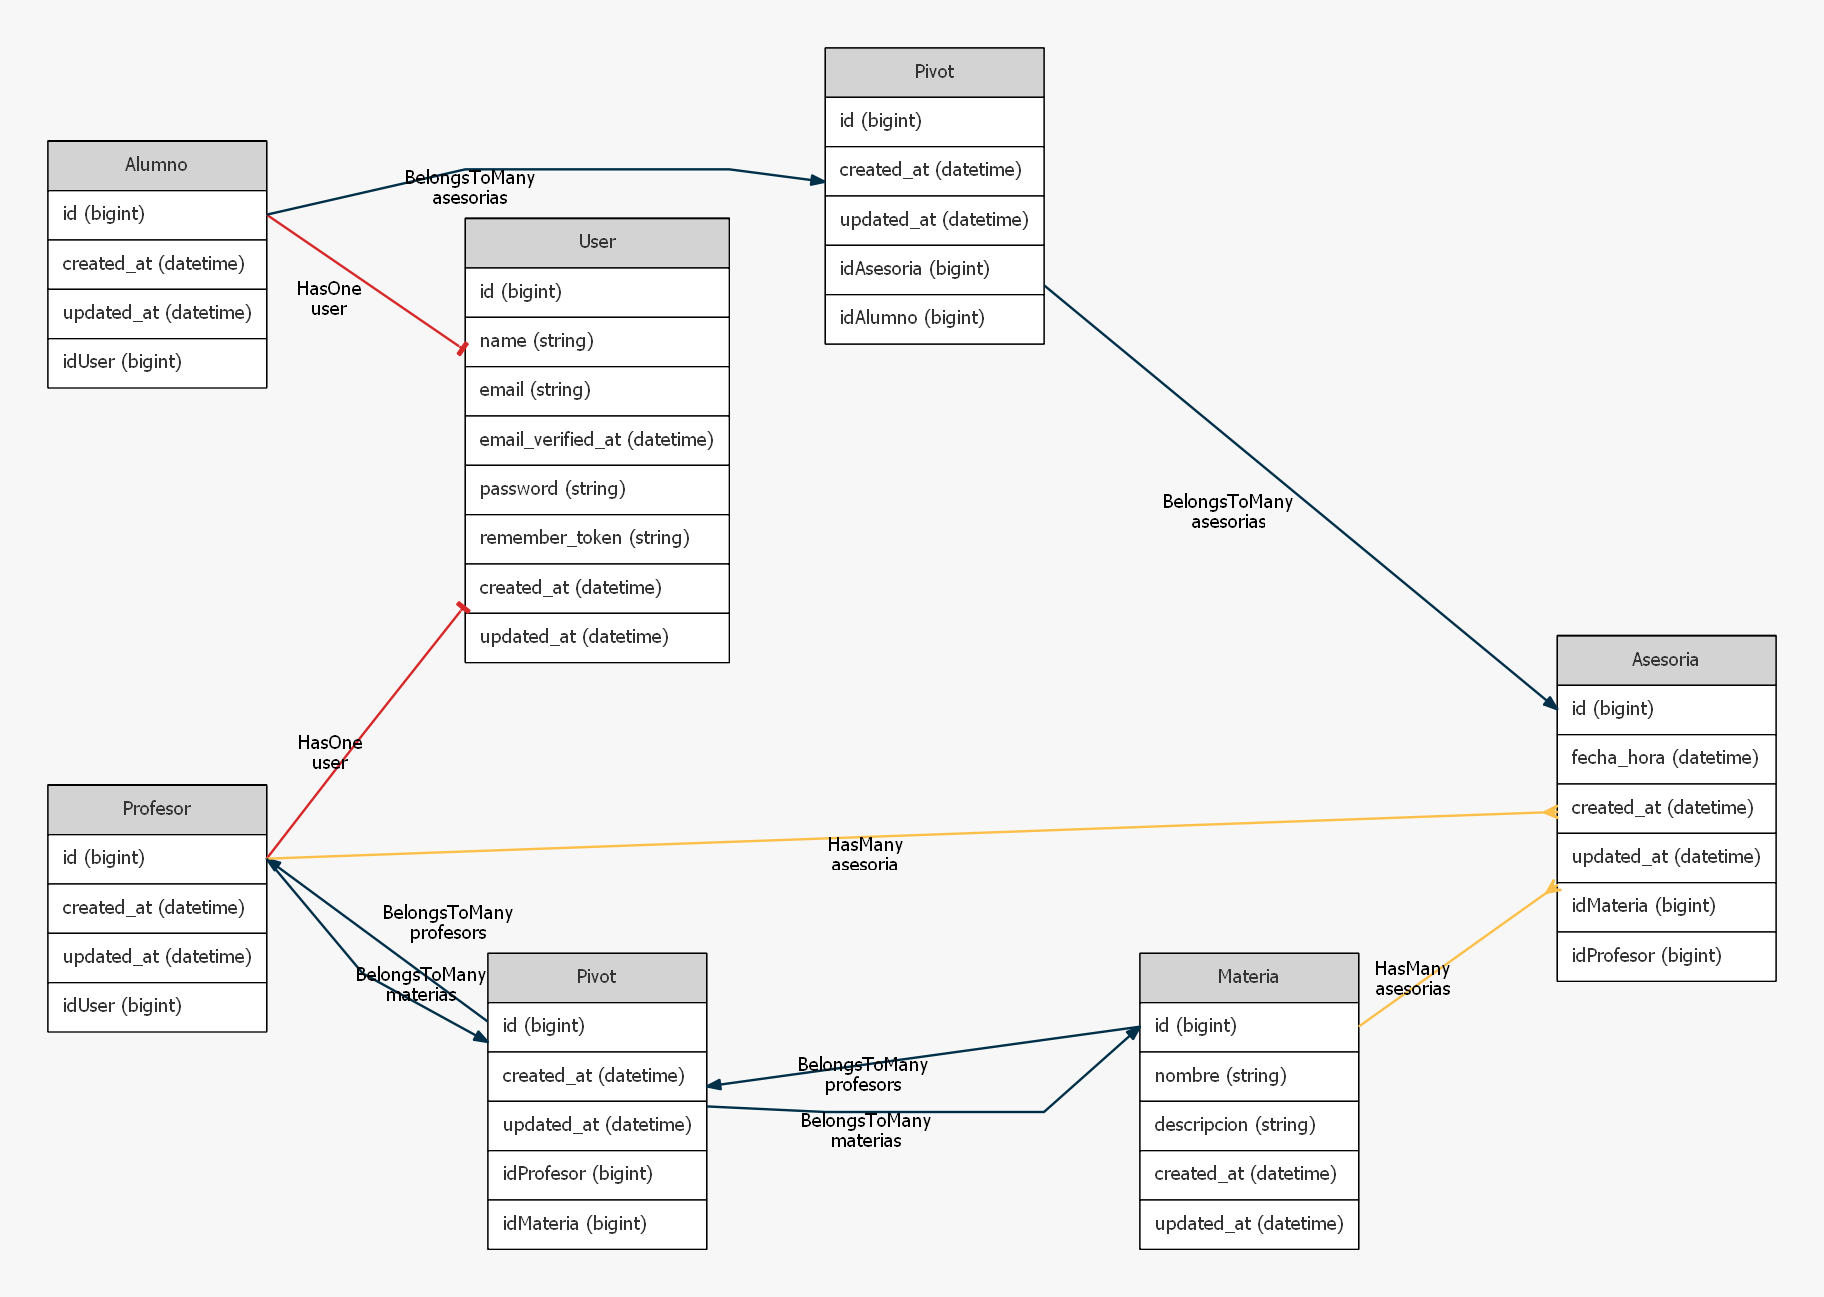 Pivot
id (bigint)
created_at (datetime)
updated_at (datetime)
idAsesoria (bigint)
idAlumno (bigint)
Alumno
id (bigint)
created_at (datetime)
updated_at (datetime)
idUser (bigint)
BelongsToMany
asesorias
HasOne
user
User
id (bigint)
name (string)
email (string)
email_verified_at (datetime)
password (string)
remember_token (string)
created_at (datetime)
updated_at (datetime)
BelongsToMany
asesorias
Asesoria
id (bigint)
fecha_hora (datetime)
created_at (datetime)
updated_at (datetime)
idMateria (bigint)
idProfesor (bigint)
HasOne
user
Profesor
id (bigint)
created_at (datetime)
updated_at (datetime)
idUser (bigint)
HasMany
asesoria
BelongsToMany
profesors
BelongsToMany
materias
Pivot
id (bigint)
created_at (datetime)
updated_at (datetime)
idProfesor (bigint)
idMateria (bigint)
BelongsToMany
profesors
BelongsToMany
materias
Materia
id (bigint)
nombre (string)
descripcion (string)
created_at (datetime)
updated_at (datetime)
HasMany
asesorias